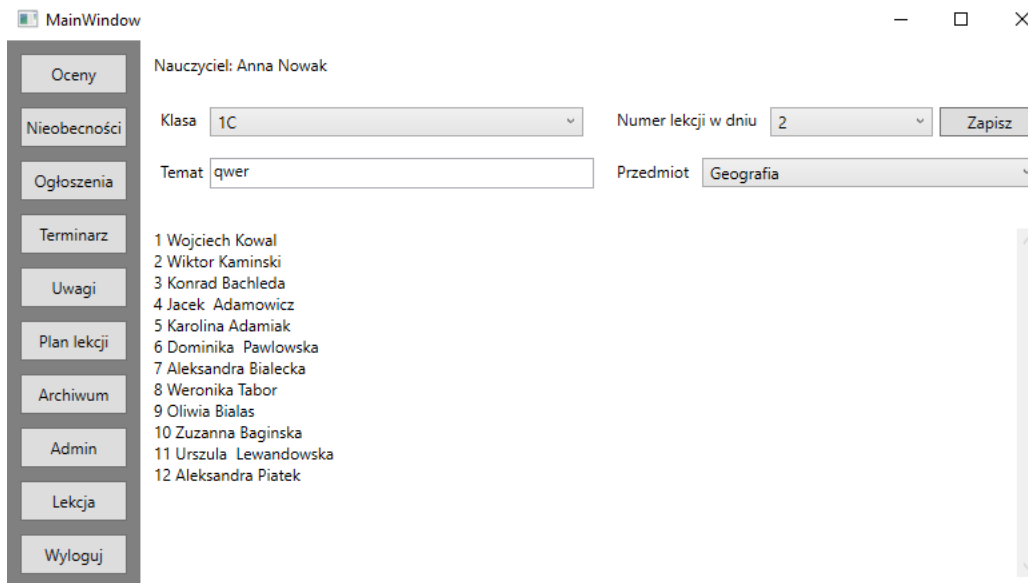 MainWindow
Oceny
Nieobecności
Ogłoszenia
Terminarz
Uwagi
Plan lekcji
Archiwum
Admin
Lekcja
Wyloguj
Nauczyciel: Anna Nowak
Klasa 1C Numer lekcji w dniu 2 Zapisz
Temat qwer Przedmiot Geografia
1 Wojciech Kowal
2 Wiktor Kaminski
3 Konrad Bachleda
4 Jacek  Adamowicz
5 Karolina Adamiak
6 Dominika  Pawlowska
7 Aleksandra Bialecka
8 Weronika Tabor
9 Oliwia Bialas
10 Zuzanna Baginska
11 Urszula  Lewandowska
12 Aleksandra Piatek